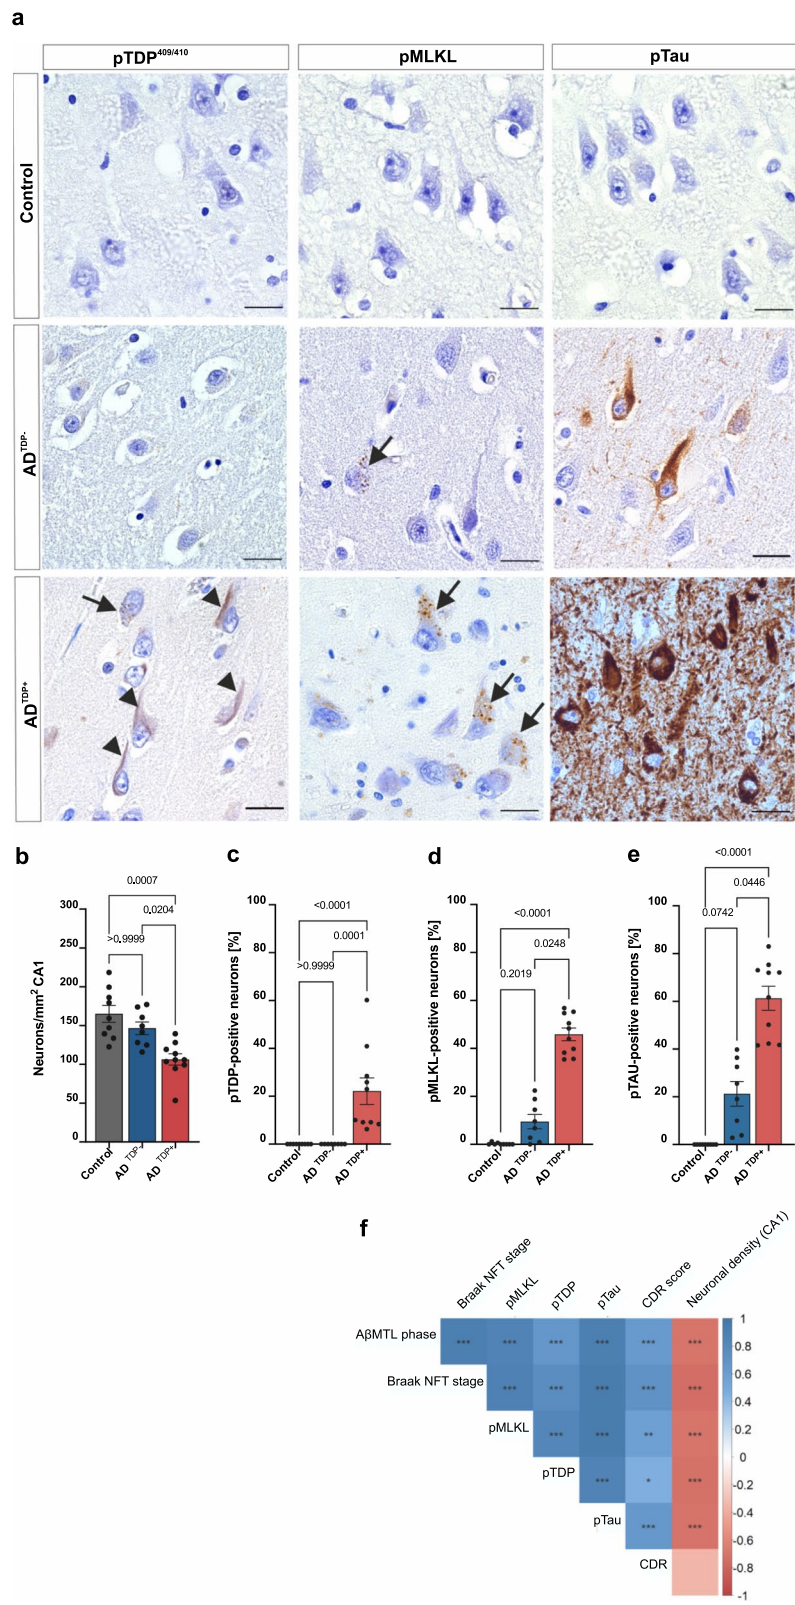 a
pTDP409/410
pMLKL
pTau
Control
ADTDP-
ADTDP+
b
c
d
e
0.0007
0.0204
>0.9999
300
250
200
150
100
50
0
Neurons/mm2 CA1
Control
AD TDP-
AD TDP+
<0.0001
0.0001
>0.9999
100
80
60
40
20
0
pTDP-positive neurons [%]
Control
AD TDP-
AD TDP+
<0.0001
0.0248
0.2019
100
80
60
40
20
0
pMLKL-positive neurons [%]
Control
AD TDP-
AD TDP+
<0.0001
0.0446
0.0742
100
80
60
40
20
0
pTAU-positive neurons [%]
Control
AD TDP-
AD TDP+
f
Braak NFT stage
pMLKL
pTDP
pTau
CDR score
Neuronal density (CA1)
AβMTL phase
*** *** *** *** *** ***
Braak NFT stage
*** *** *** *** ***
pMLKL
*** *** ** ***
pTDP
*** * ***
pTau
*** ***
CDR
1
0.8
0.6
0.4
0.2
0
-0.2
-0.4
-0.6
-0.8
-1